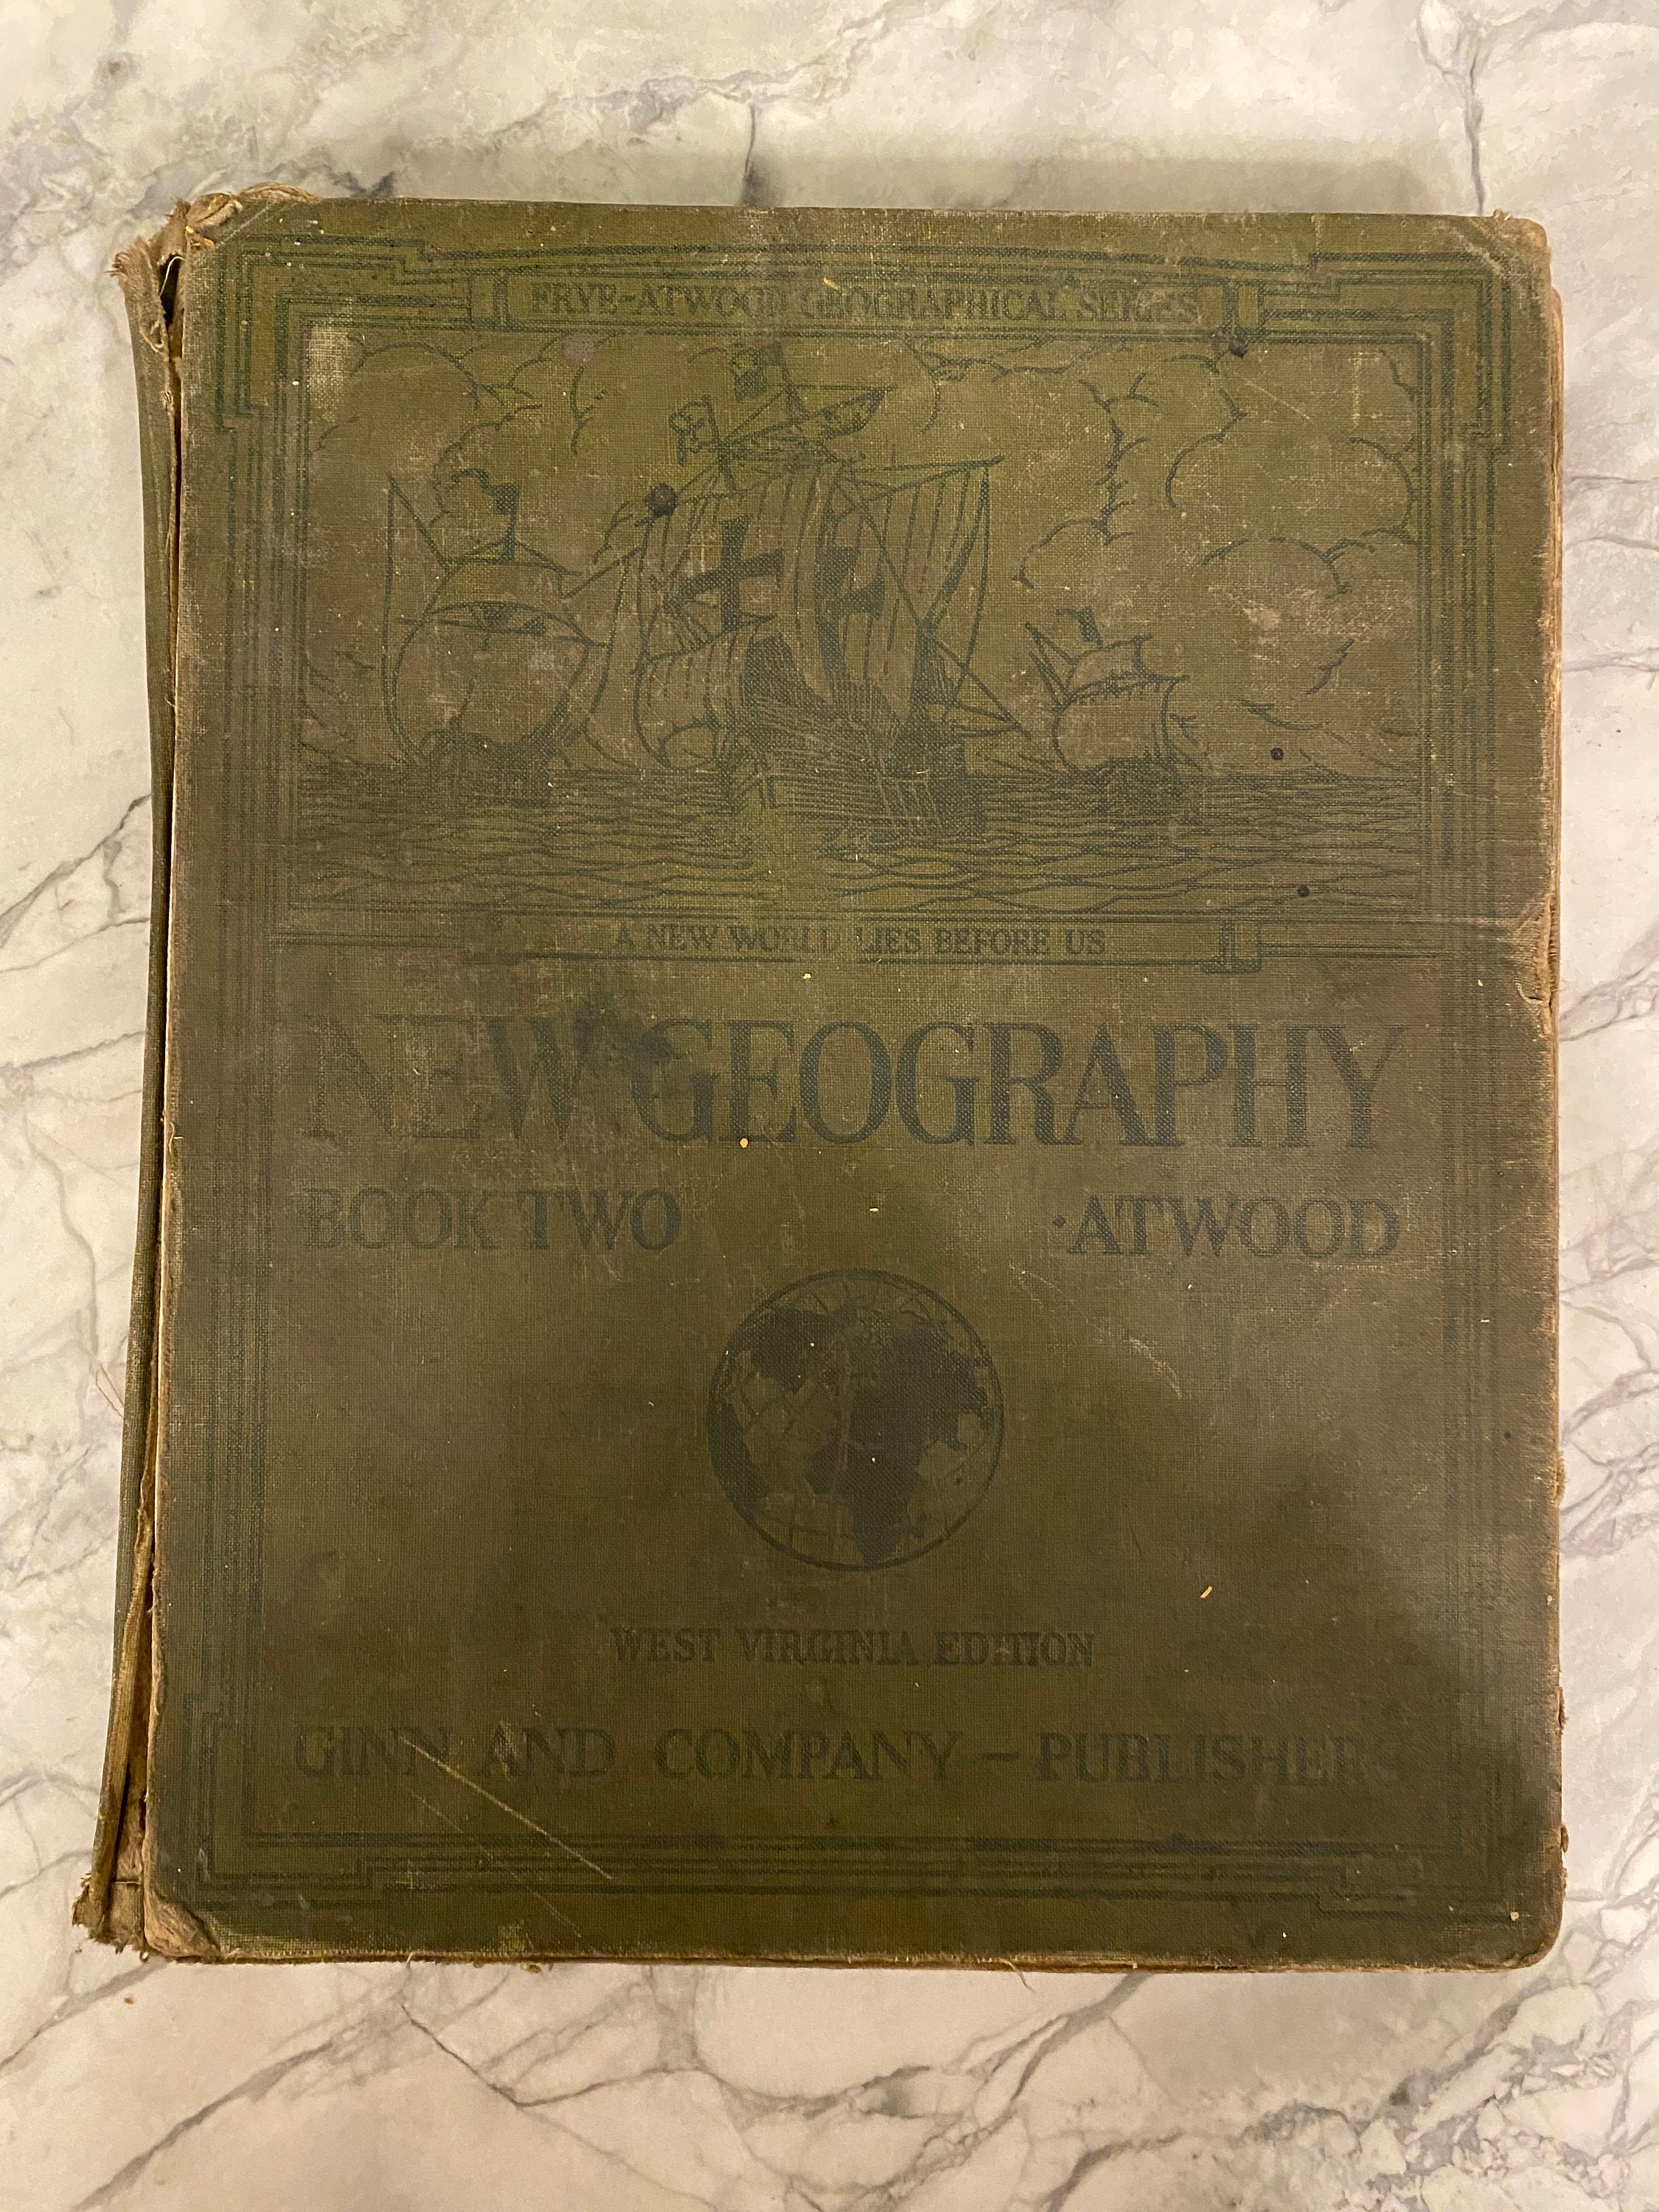 FRYE-ATWOOD GEOGRAPHICAL SERIES
A NEW WORLD LIES BEFORE US
NEW GEOGRAPHY
BOOK TWO ATWOOD
WEST VIRGINIA EDITION
GINN AND COMPANY – PUBLISHERS